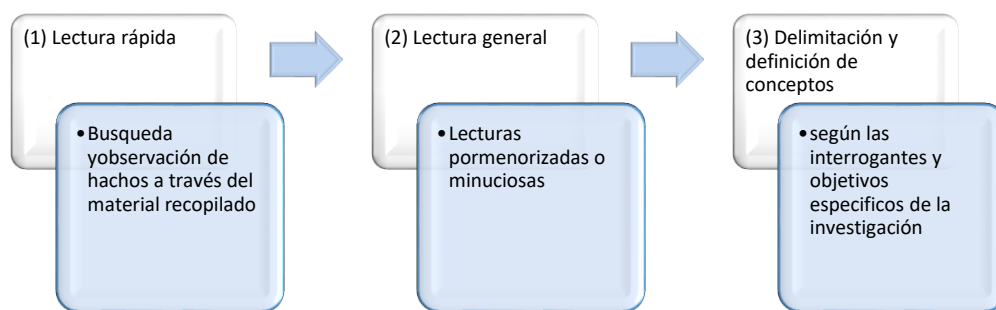 (1) Lectura rápida
•Busqueda
yobservación de
hachos a través del
material recopilado
(2) Lectura general
•Lecturas
pormenorizadas o
minuciosas
(3) Delimitación y
definición de
conceptos
•según las
interrogantes y
objetivos
especificos de la
investigación